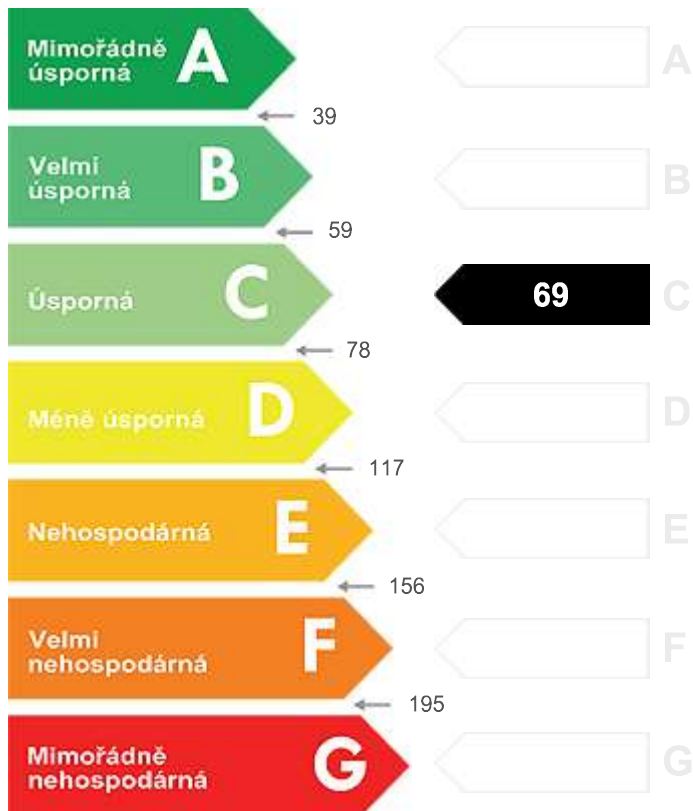 Mimořádně
úsporná
A
A
39
Velmi
úsporná
B
B
59
Úsporná
C
69
C
78
Méně úsporná
D
D
117
Nehospodárná
E
E
156
Velmi
nehospodárná
F
F
195
Mimořádně
nehospodárná
G
G